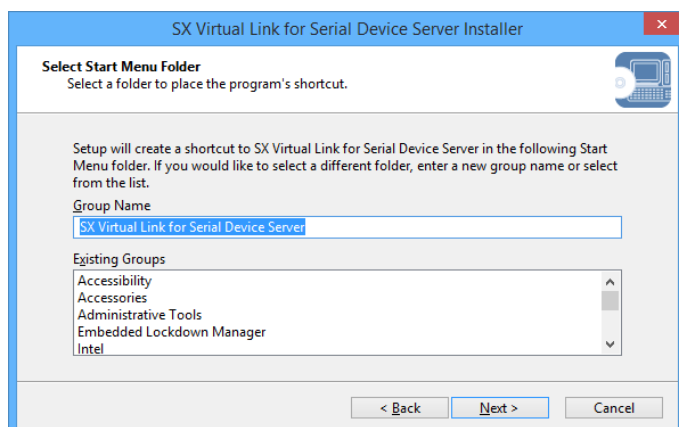 SX Virtual Link for Serial Device Server Installer
Select Start Menu Folder
Select a folder to place the program's shortcut.
Setup will create a shortcut to SX Virtual Link for Serial Device Server in the following Start
Menu folder. If you would like to select a different folder, enter a new group name or select
from the list.
Group Name
SX Virtual Link for Serial Device Server
Existing Groups
Accessibility
Accessories
Administrative Tools
Embedded Lockdown Manager
Intel
< Back
Next >
Cancel